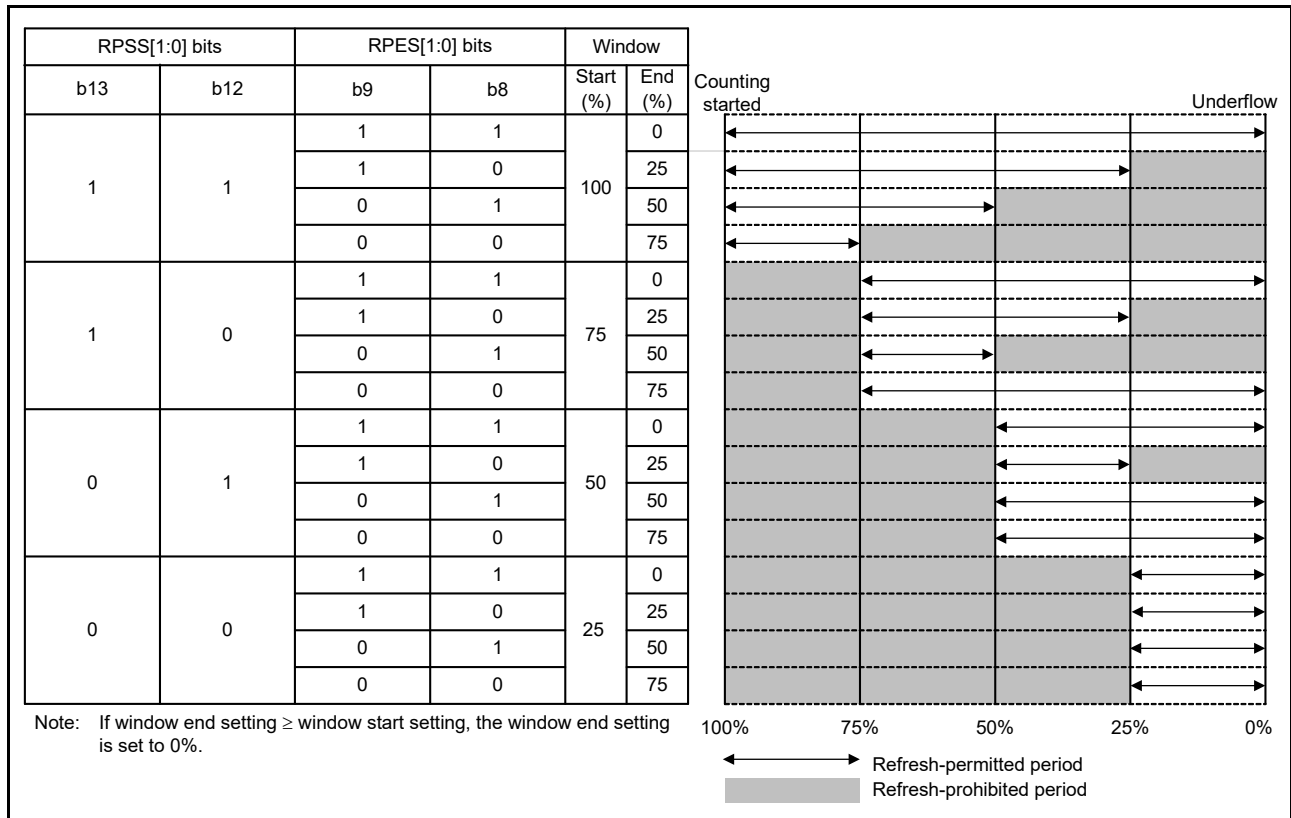 RPSS[1:0] bits RPES[1:0] bits Window
b13 b12 b9 b8 Start (%) End (%)
Counting started Underflow
1 1 0
1 0 25
1 1 100
0 1 50
0 0 75
1 1 0
1 0 25
1 0 75
0 1 50
0 0 75
1 1 0
1 0 25
0 1 50
0 1 50
0 0 75
1 1 0
1 0 25
0 0 25
0 1 50
0 0 75
Note: If window end setting ≥ window start setting, the window end setting
is set to 0%.
100% 75% 50% 25% 0%
Refresh-permitted period
Refresh-prohibited period